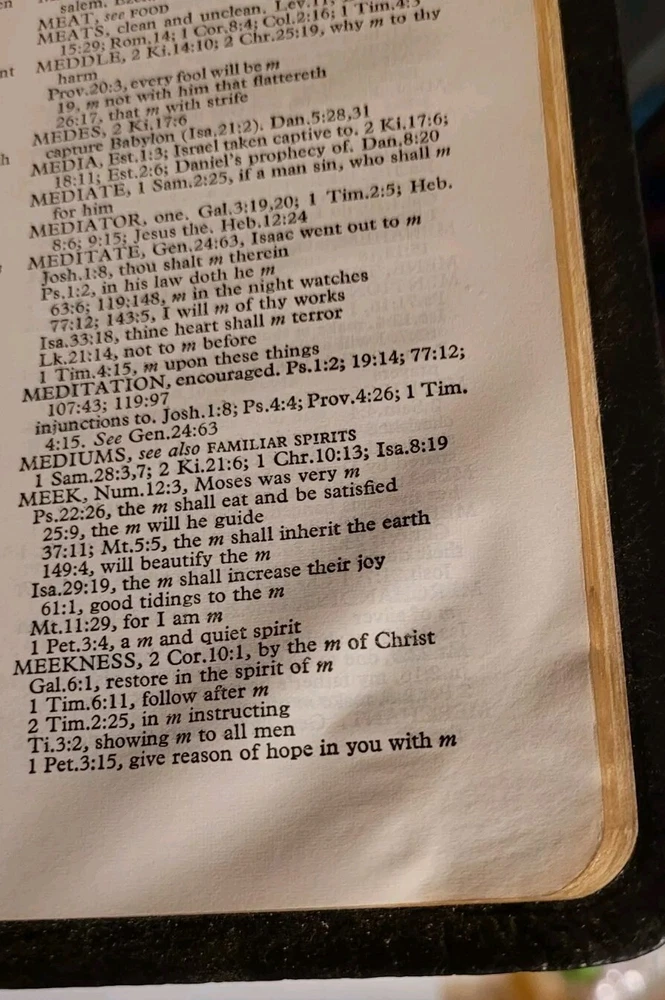 salem.
MEAT, see FOOD
MEATS, clean and unclean. Lev.11;
15:29; Rom.14; 1 Cor.8:4; Col.2:16; 1 Tim.4:3
MEDDLE, 2 Ki.14:10; 2 Chr.25:19, why m to thy
harm
Prov.20:3, every fool will be m
19, m not with him that flattereth
26:17, that m with strife
MEDES, 2 Ki.17:6
capture Babylon (Isa.21:2). Dan.5:28,31
MEDIA, Est.1:3; Israel taken captive to. 2 Ki.17:6;
18:11; Est.2:6; Daniel's prophecy of. Dan.8:20
MEDIATE, 1 Sam.2:25, if a man sin, who shall m
for him
MEDIATOR, one. Gal.3:19,20; 1 Tim.2:5; Heb.
8:6; 9:15; Jesus the. Heb.12:24
MEDITATE, Gen.24:63, Isaac went out to m
Josh.1:8, thou shalt m therein
Ps.1:2, in his law doth he m
63:6; 119:148, m in the night watches
77:12; 143:5, I will m of thy works
Isa.33:18, thine heart shall m terror
Lk.21:14, not to m before
1 Tim.4:15, m upon these things
MEDITATION, encouraged. Ps.1:2; 19:14; 77:12;
107:43; 119:97
injunctions to. Josh.1:8; Ps.4:4; Prov.4:26; 1 Tim.
4:15. See Gen.24:63
MEDIUMS, see also FAMILIAR SPIRITS
1 Sam.28:3,7; 2 Ki.21:6; 1 Chr.10:13; Isa.8:19
MEEK, Num.12:3, Moses was very m
Ps.22:26, the m shall eat and be satisfied
25:9, the m will he guide
37:11; Mt.5:5, the m shall inherit the earth
149:4, will beautify the m
Isa.29:19, the m shall increase their joy
61:1, good tidings to the m
Mt.11:29, for I am m
1 Pet.3:4, a m and quiet spirit
MEEKNESS, 2 Cor.10:1, by the m of Christ
Gal.6:1, restore in the spirit of m
1 Tim.6:11, follow after m
2 Tim.2:25, in m instructing
Ti.3:2, showing m to all men
1 Pet.3:15, give reason of hope in you with m